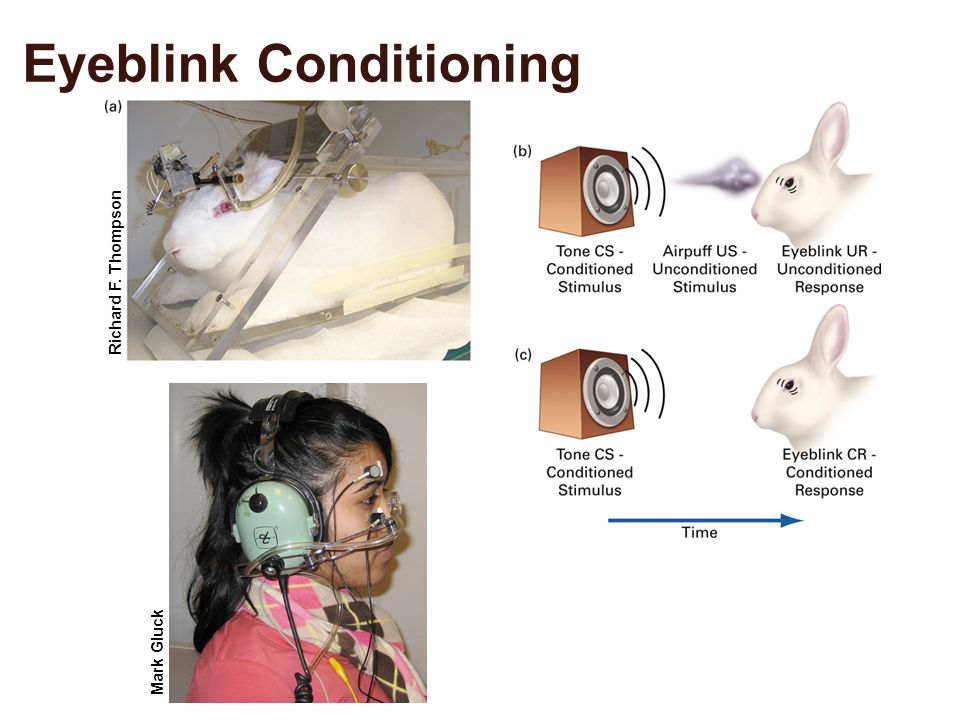 Eyeblink Conditioning
(a)
Richard F. Thompson
(b)
Tone CS -
Conditioned
Stimulus
Airpuff US -
Unconditioned
Stimulus
Eyeblink UR -
Unconditioned
Response
(c)
Tone CS -
Conditioned
Stimulus
Eyeblink CR -
Conditioned
Response
Time
Mark Gluck